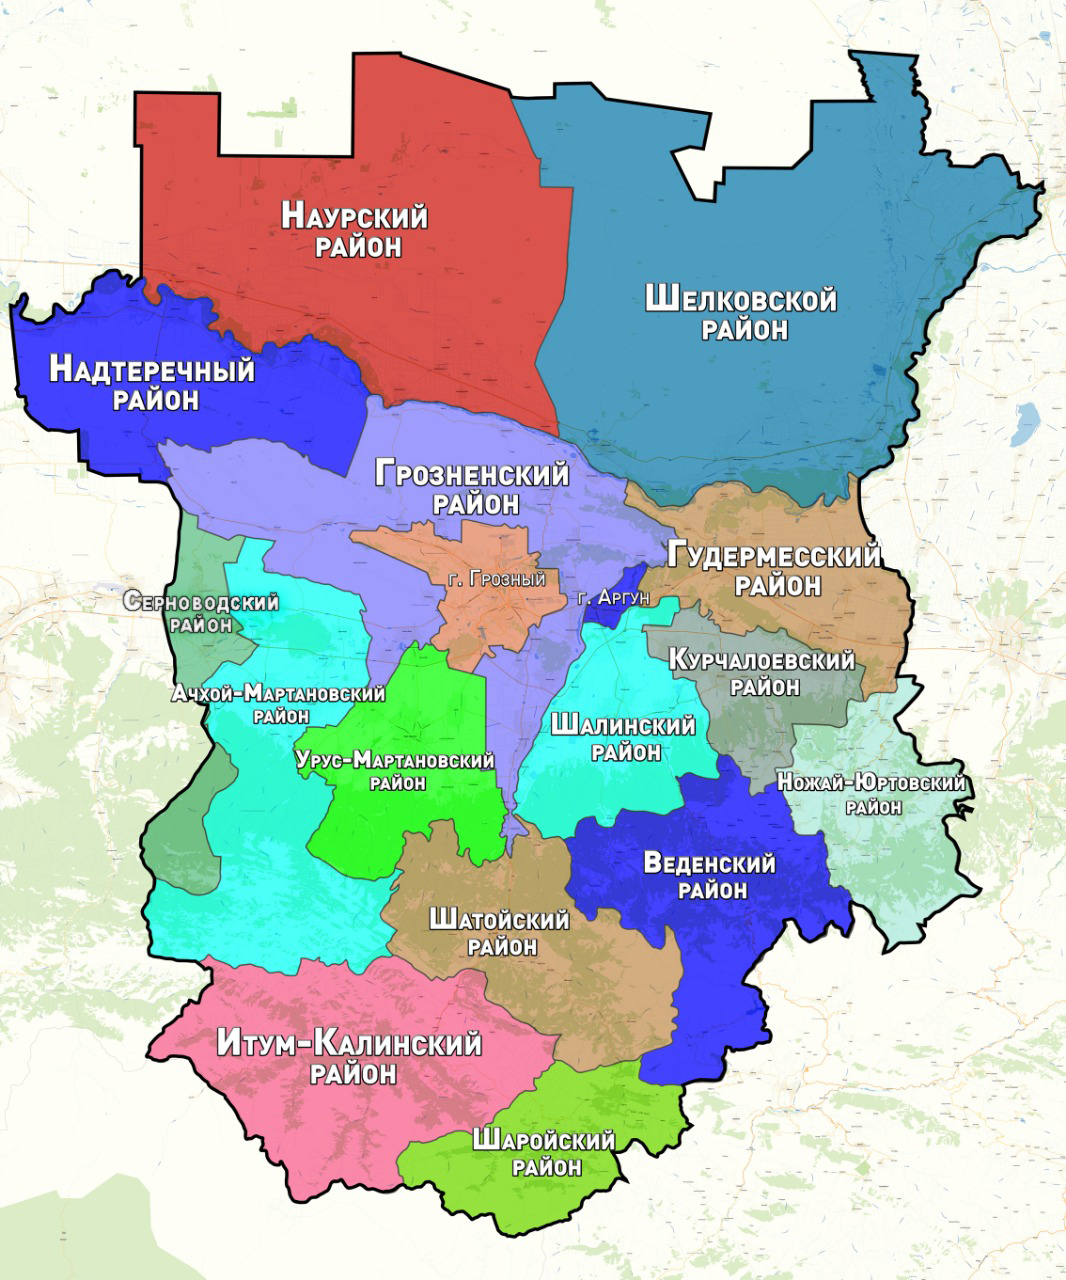 Наурский
район
Шелковской
район
Надтеречный
район
Грозненский
район
Гудермесский
район
г. Грозный
г. Аргун
Серноводский
район
Курчалоевский
район
Ачхой-Мартановский
район
Шалинский
район
Урус-Мартановский
район
Ножай-Юртовский
район
Веденский
район
Шатойский
район
Итум-Калинский
район
Шаройский
район